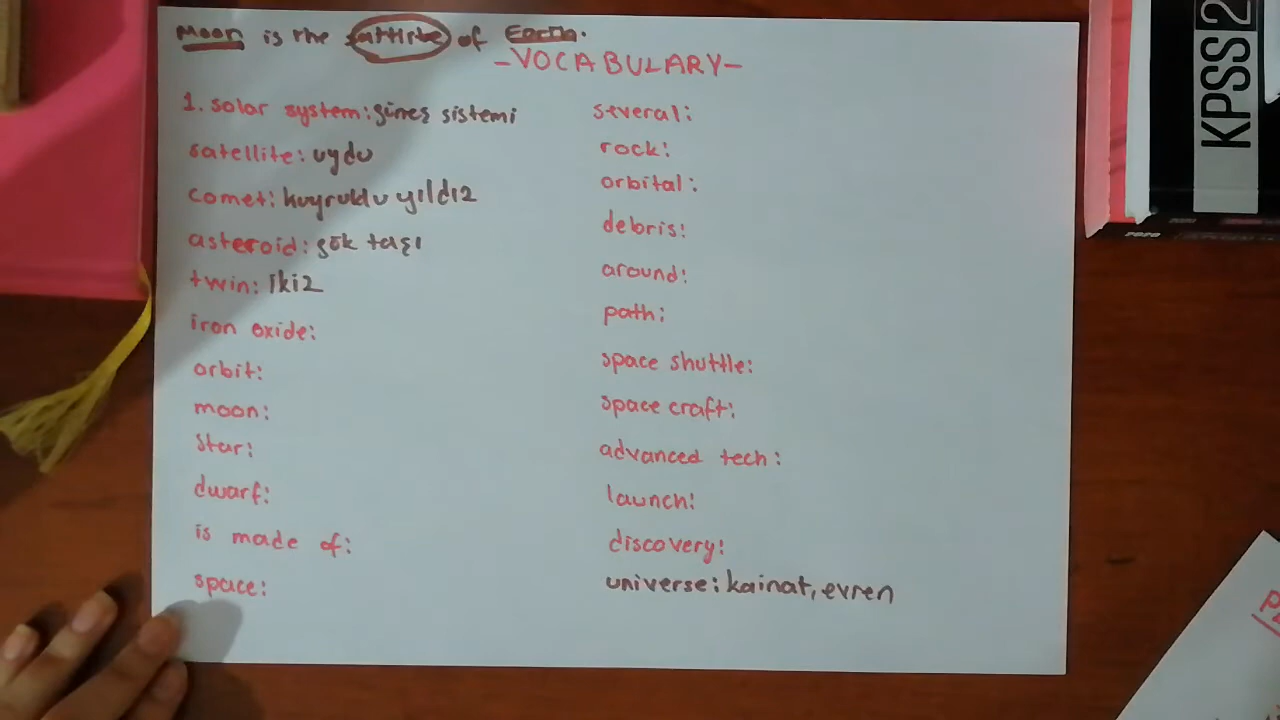 Moon is the sattlite of Earth.
-VOCABULARY-
1. solar system: güneş sistemi
satellite: uydu
comet: kuyruklu yıldız
asteroid: gök taşı
twin: ikiz
iron oxide:
orbit:
moon:
star:
dwarf:
is made of:
space:
several:
rock:
orbital:
debris:
around:
path:
space shuttle:
space craft:
advanced tech:
launch:
discovery:
universe: kainat, evren
KPSS 2